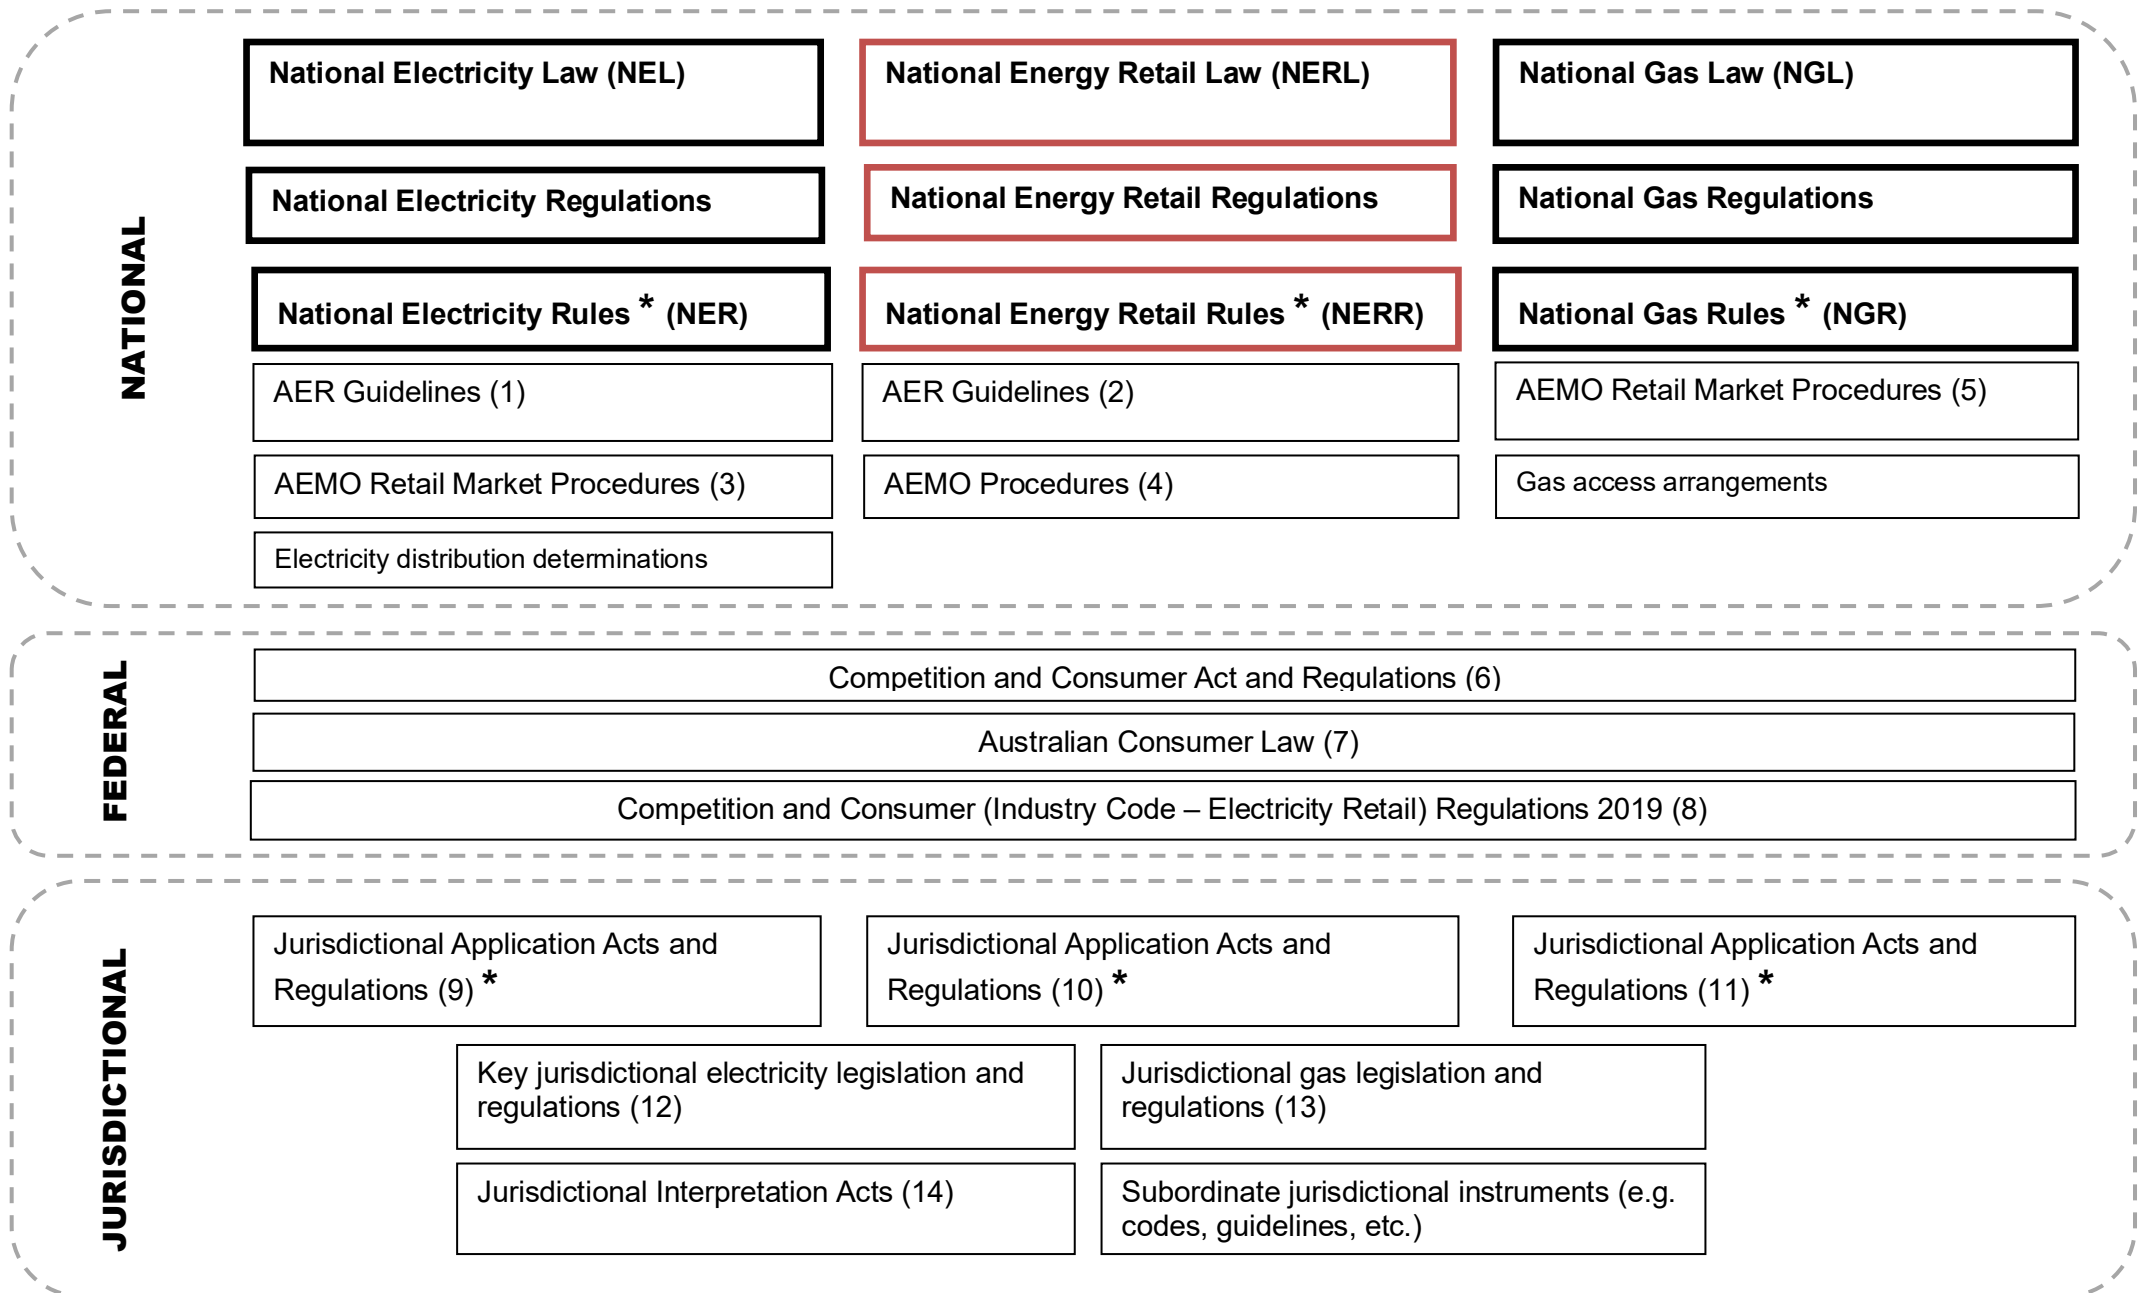 NATIONAL
National Electricity Law (NEL)
National Energy Retail Law (NERL)
National Gas Law (NGL)
National Electricity Regulations
National Energy Retail Regulations
National Gas Regulations
National Electricity Rules * (NER)
National Energy Retail Rules * (NERR)
National Gas Rules * (NGR)
AER Guidelines (1)
AER Guidelines (2)
AEMO Retail Market Procedures (5)
AEMO Retail Market Procedures (3)
AEMO Procedures (4)
Gas access arrangements
Electricity distribution determinations
FEDERAL
Competition and Consumer Act and Regulations (6)
Australian Consumer Law (7)
Competition and Consumer (Industry Code – Electricity Retail) Regulations 2019 (8)
JURISDICTIONAL
Jurisdictional Application Acts and
Regulations (9) *
Jurisdictional Application Acts and
Regulations (10) *
Jurisdictional Application Acts and
Regulations (11) *
Key jurisdictional electricity legislation and
regulations (12)
Jurisdictional gas legislation and
regulations (13)
Jurisdictional Interpretation Acts (14)
Subordinate jurisdictional instruments (e.g.
codes, guidelines, etc.)